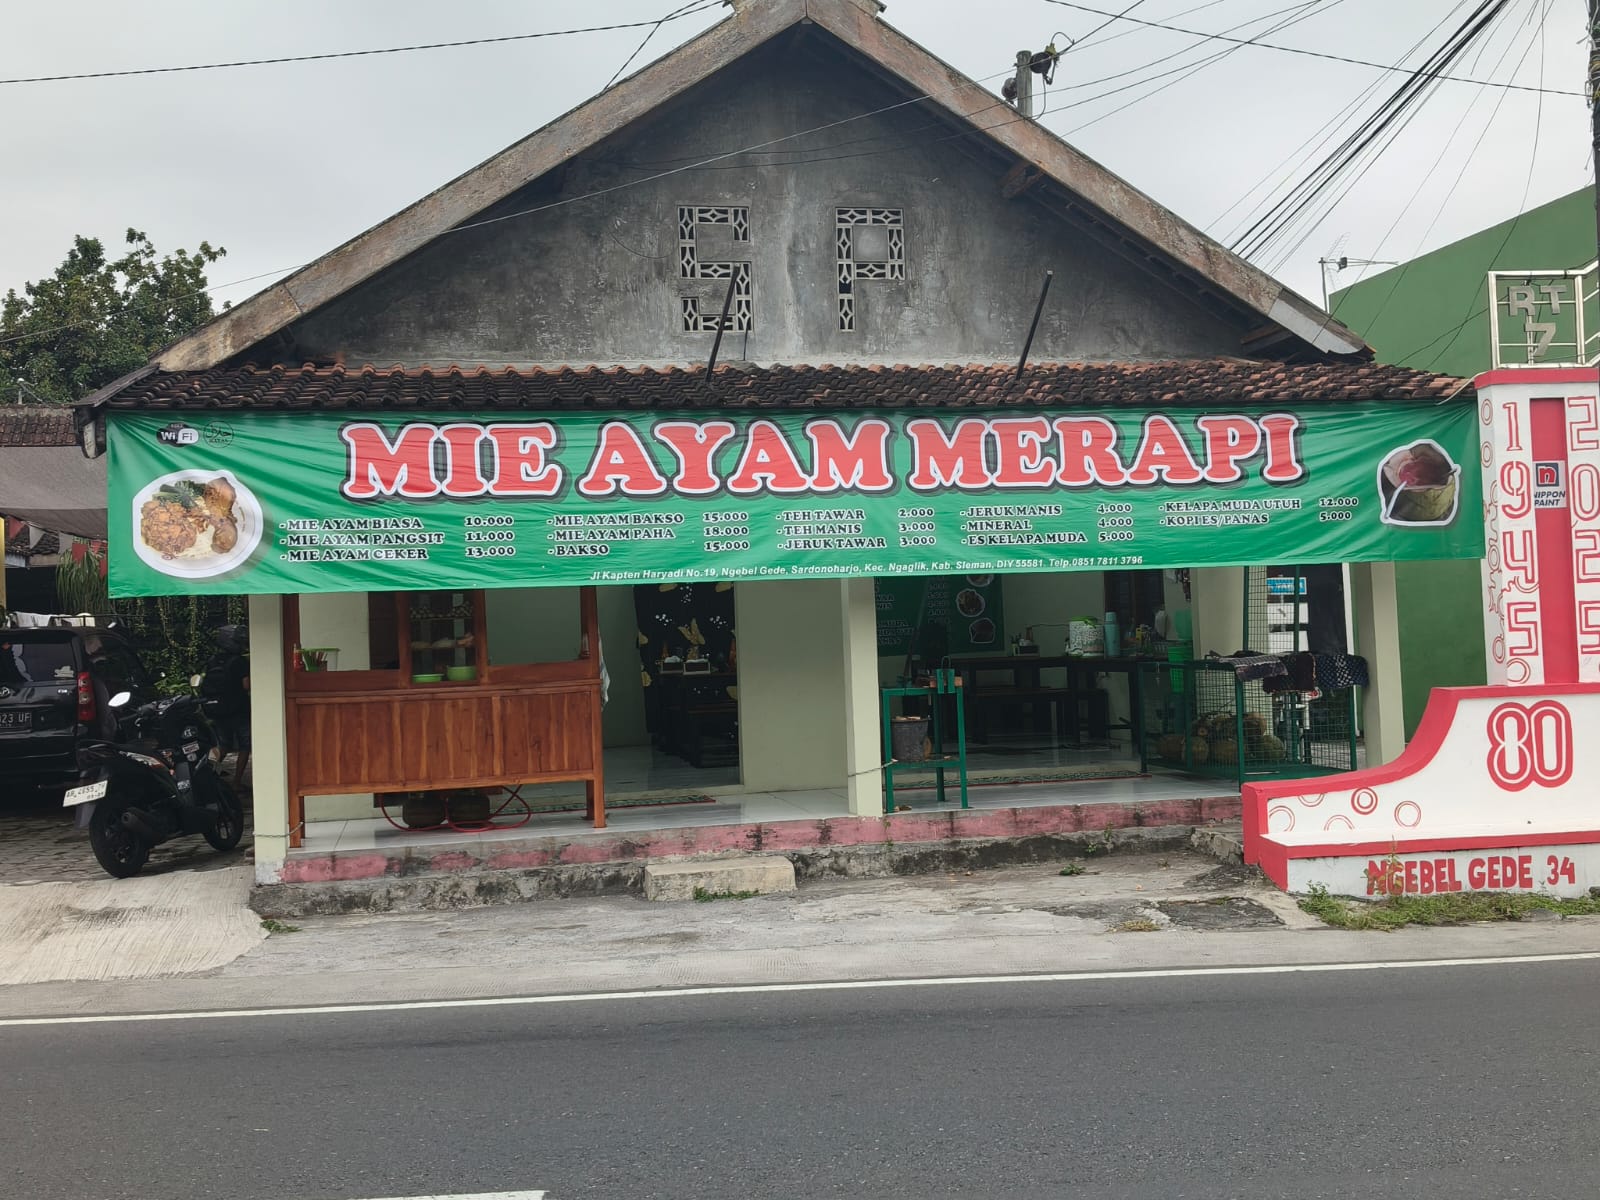 SP
RT
7
FREE
Wi Fi
HALAL
MIE AYAM MERAPI
- MIE AYAM BIASA 10.000
- MIE AYAM PANGSIT 11.000
- MIE AYAM CEKER 13.000
- MIE AYAM BAKSO 15.000
- MIE AYAM PAHA 18.000
- BAKSO 15.000
- TEH TAWAR 2.000
- TEH MANIS 3.000
- JERUK TAWAR 3.000
- JERUK MANIS 4.000
- MINERAL 4.000
- ES KELAPA MUDA 5.000
- KELAPA MUDA UTUH 12.000
- KOPI ES/PANAS 5.000
Jl Kapten Haryadi No.19, Ngebel Gede, Sardonoharjo, Kec. Ngaglik, Kab. Sleman, DIY 55581. Telp.0851 7811 3796
1945
2025
n
NIPPON
PAINT
80
NGEBEL GEDE 34